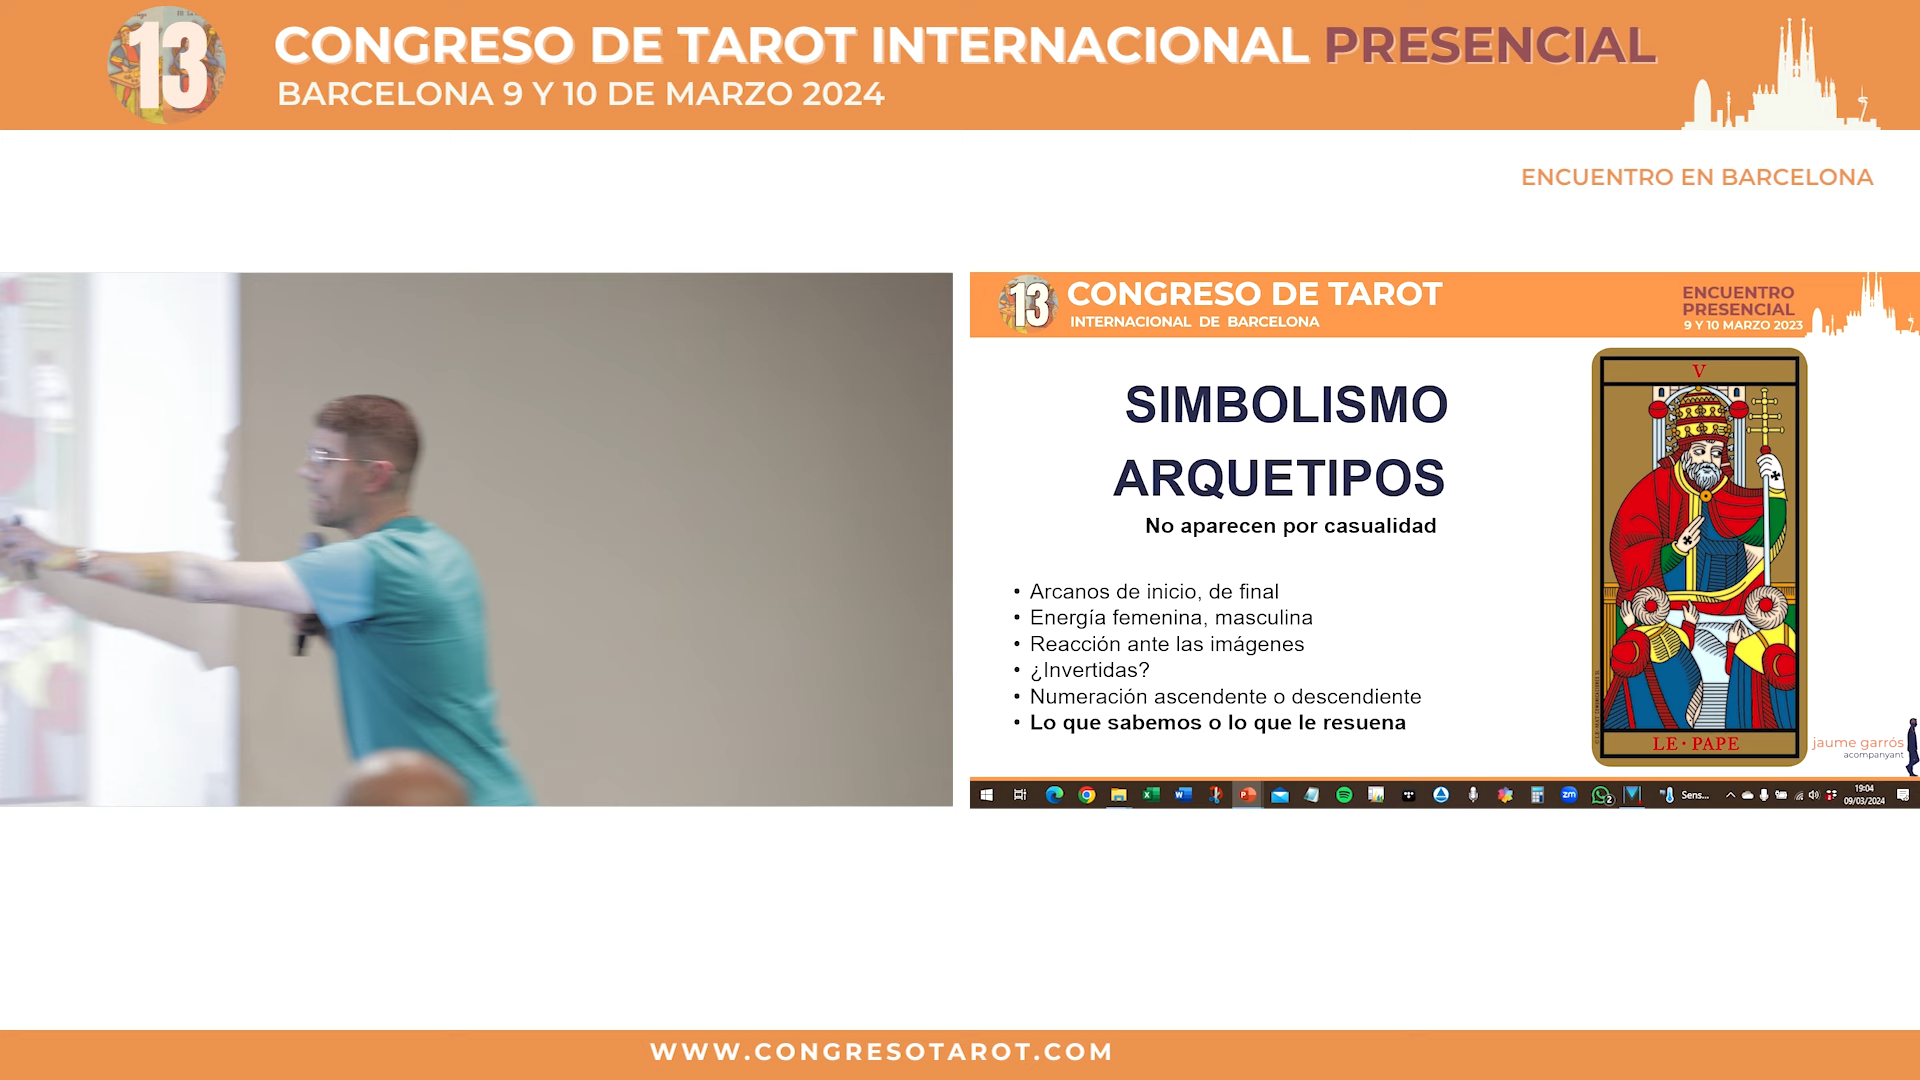 13
CONGRESO DE TAROT INTERNACIONAL PRESENCIAL
BARCELONA 9 Y 10 DE MARZO 2024
ENCUENTRO EN BARCELONA
13
CONGRESO DE TAROT
INTERNACIONAL DE BARCELONA
ENCUENTRO
PRESENCIAL
9 Y 10 MARZO 2023
SIMBOLISMO
ARQUETIPOS
No aparecen por casualidad
• Arcanos de inicio, de final
• Energía femenina, masculina
• Reacción ante las imágenes
• ¿Invertidas?
• Numeración ascendente o descendiente
• Lo que sabemos o lo que le resuena
V
LE • PAPE
jaume garrós
acompanyant
zm
2
Sens...
19:04
09/03/2024
WWW.CONGRESOTAROT.COM